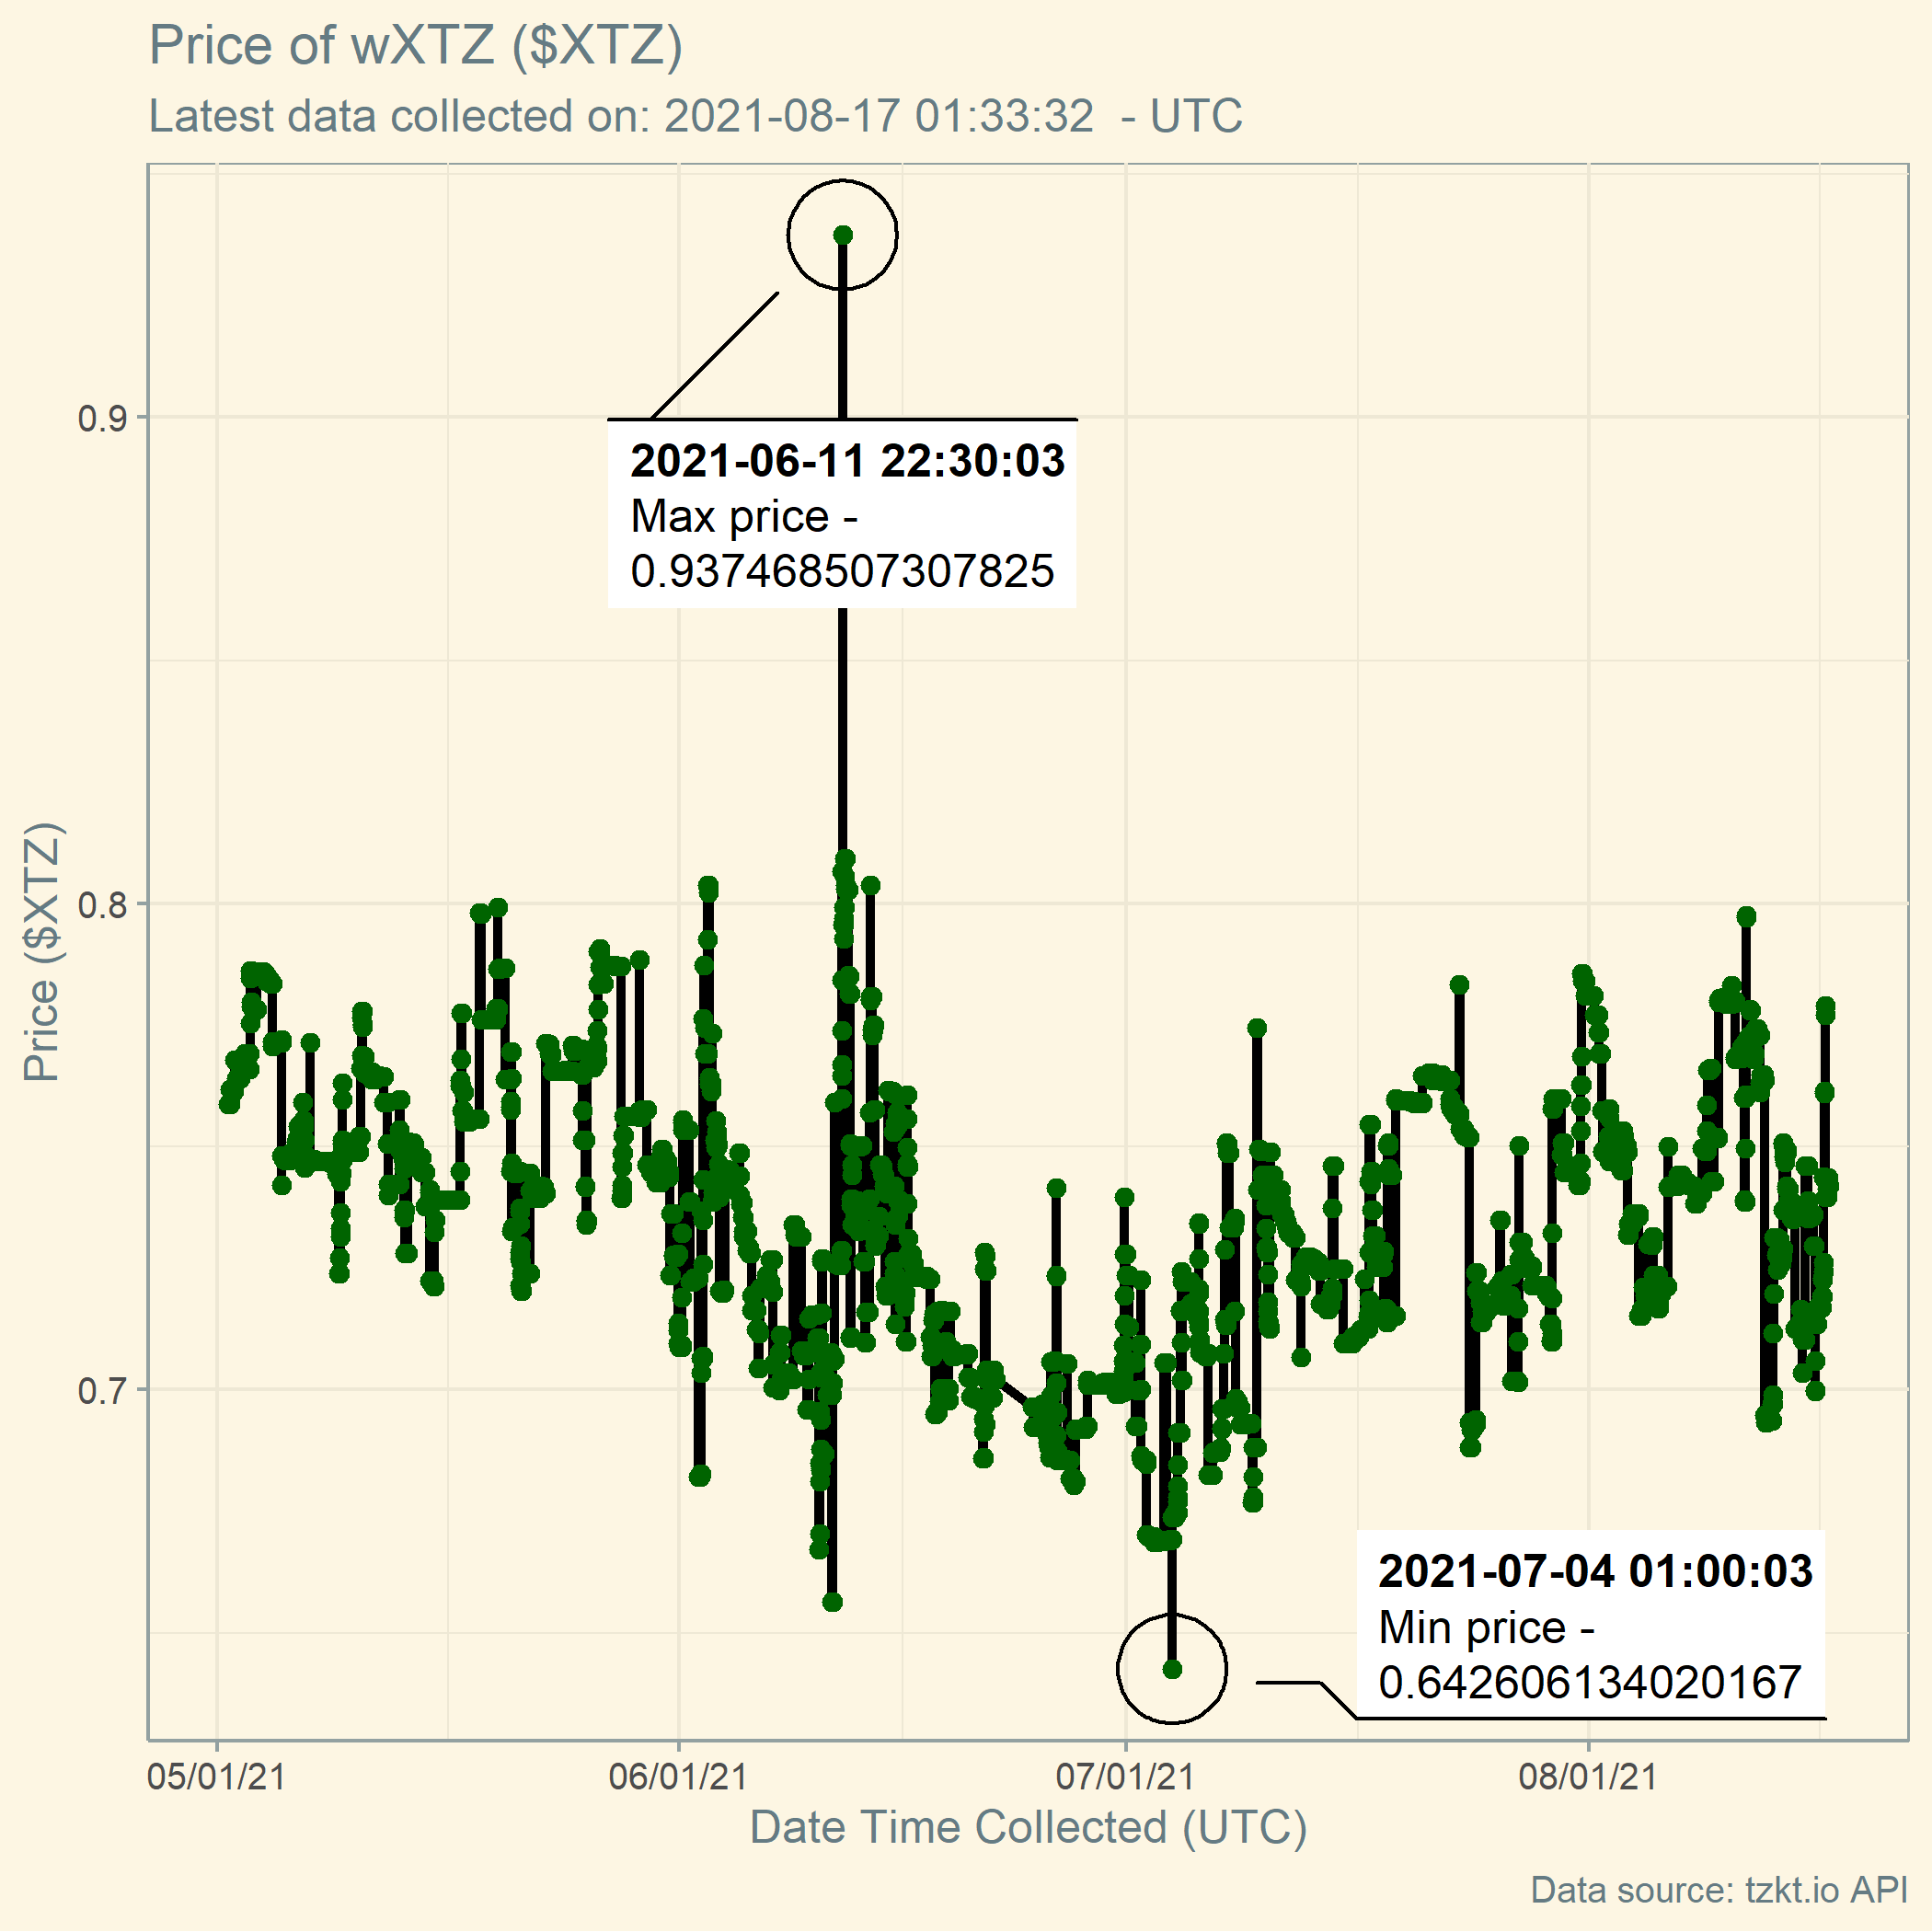 Price of wXTZ ($XTZ)
Latest data collected on: 2021-08-17 01:33:32  - UTC
Price ($XTZ)
0.9
0.8
0.7
2021-06-11 22:30:03
Max price -
0.937468507307825
2021-07-04 01:00:03
Min price -
0.642606134020167
05/01/21
06/01/21
07/01/21
08/01/21
Date Time Collected (UTC)
Data source: tzkt.io API